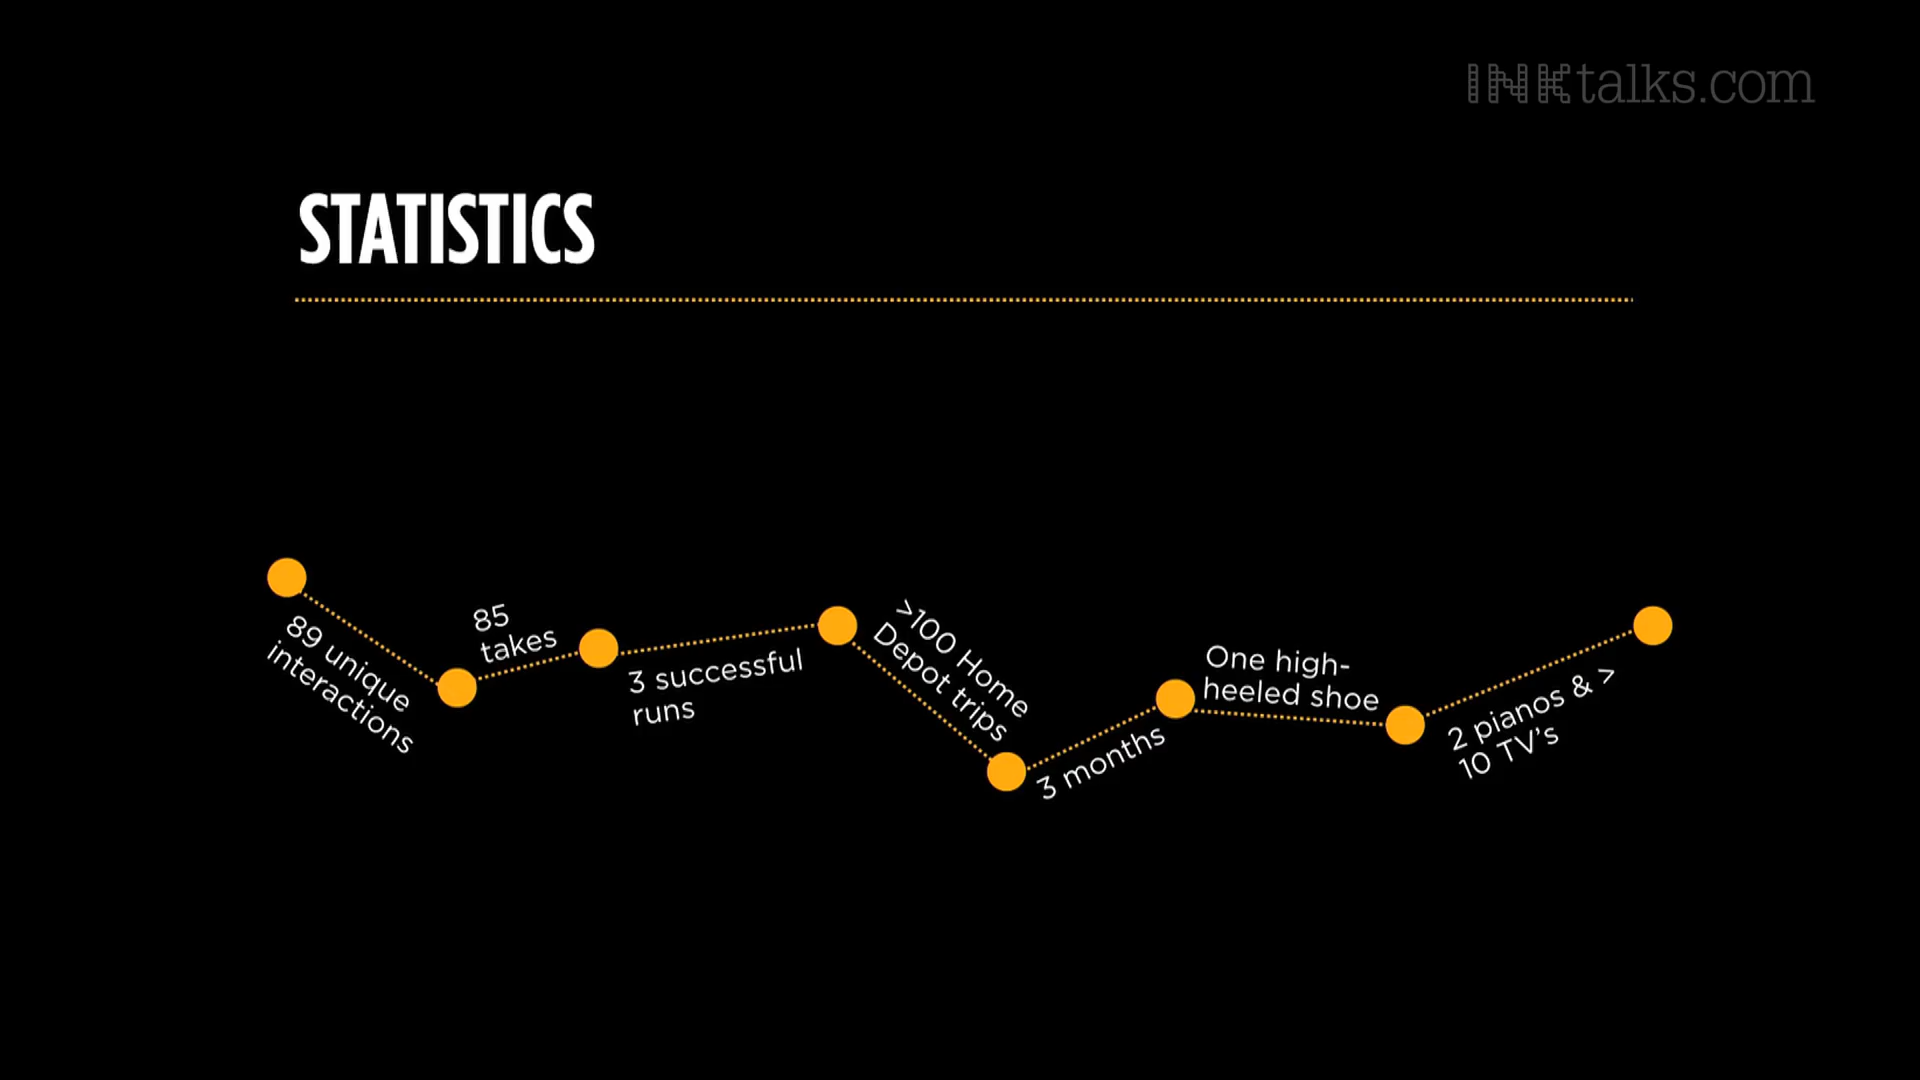 INKtalks.com
STATISTICS
89 unique
interactions
85
takes
3 successful
runs
>100 Home
Depot trips
3 months
One high-
heeled shoe
2 pianos & >
10 TV's